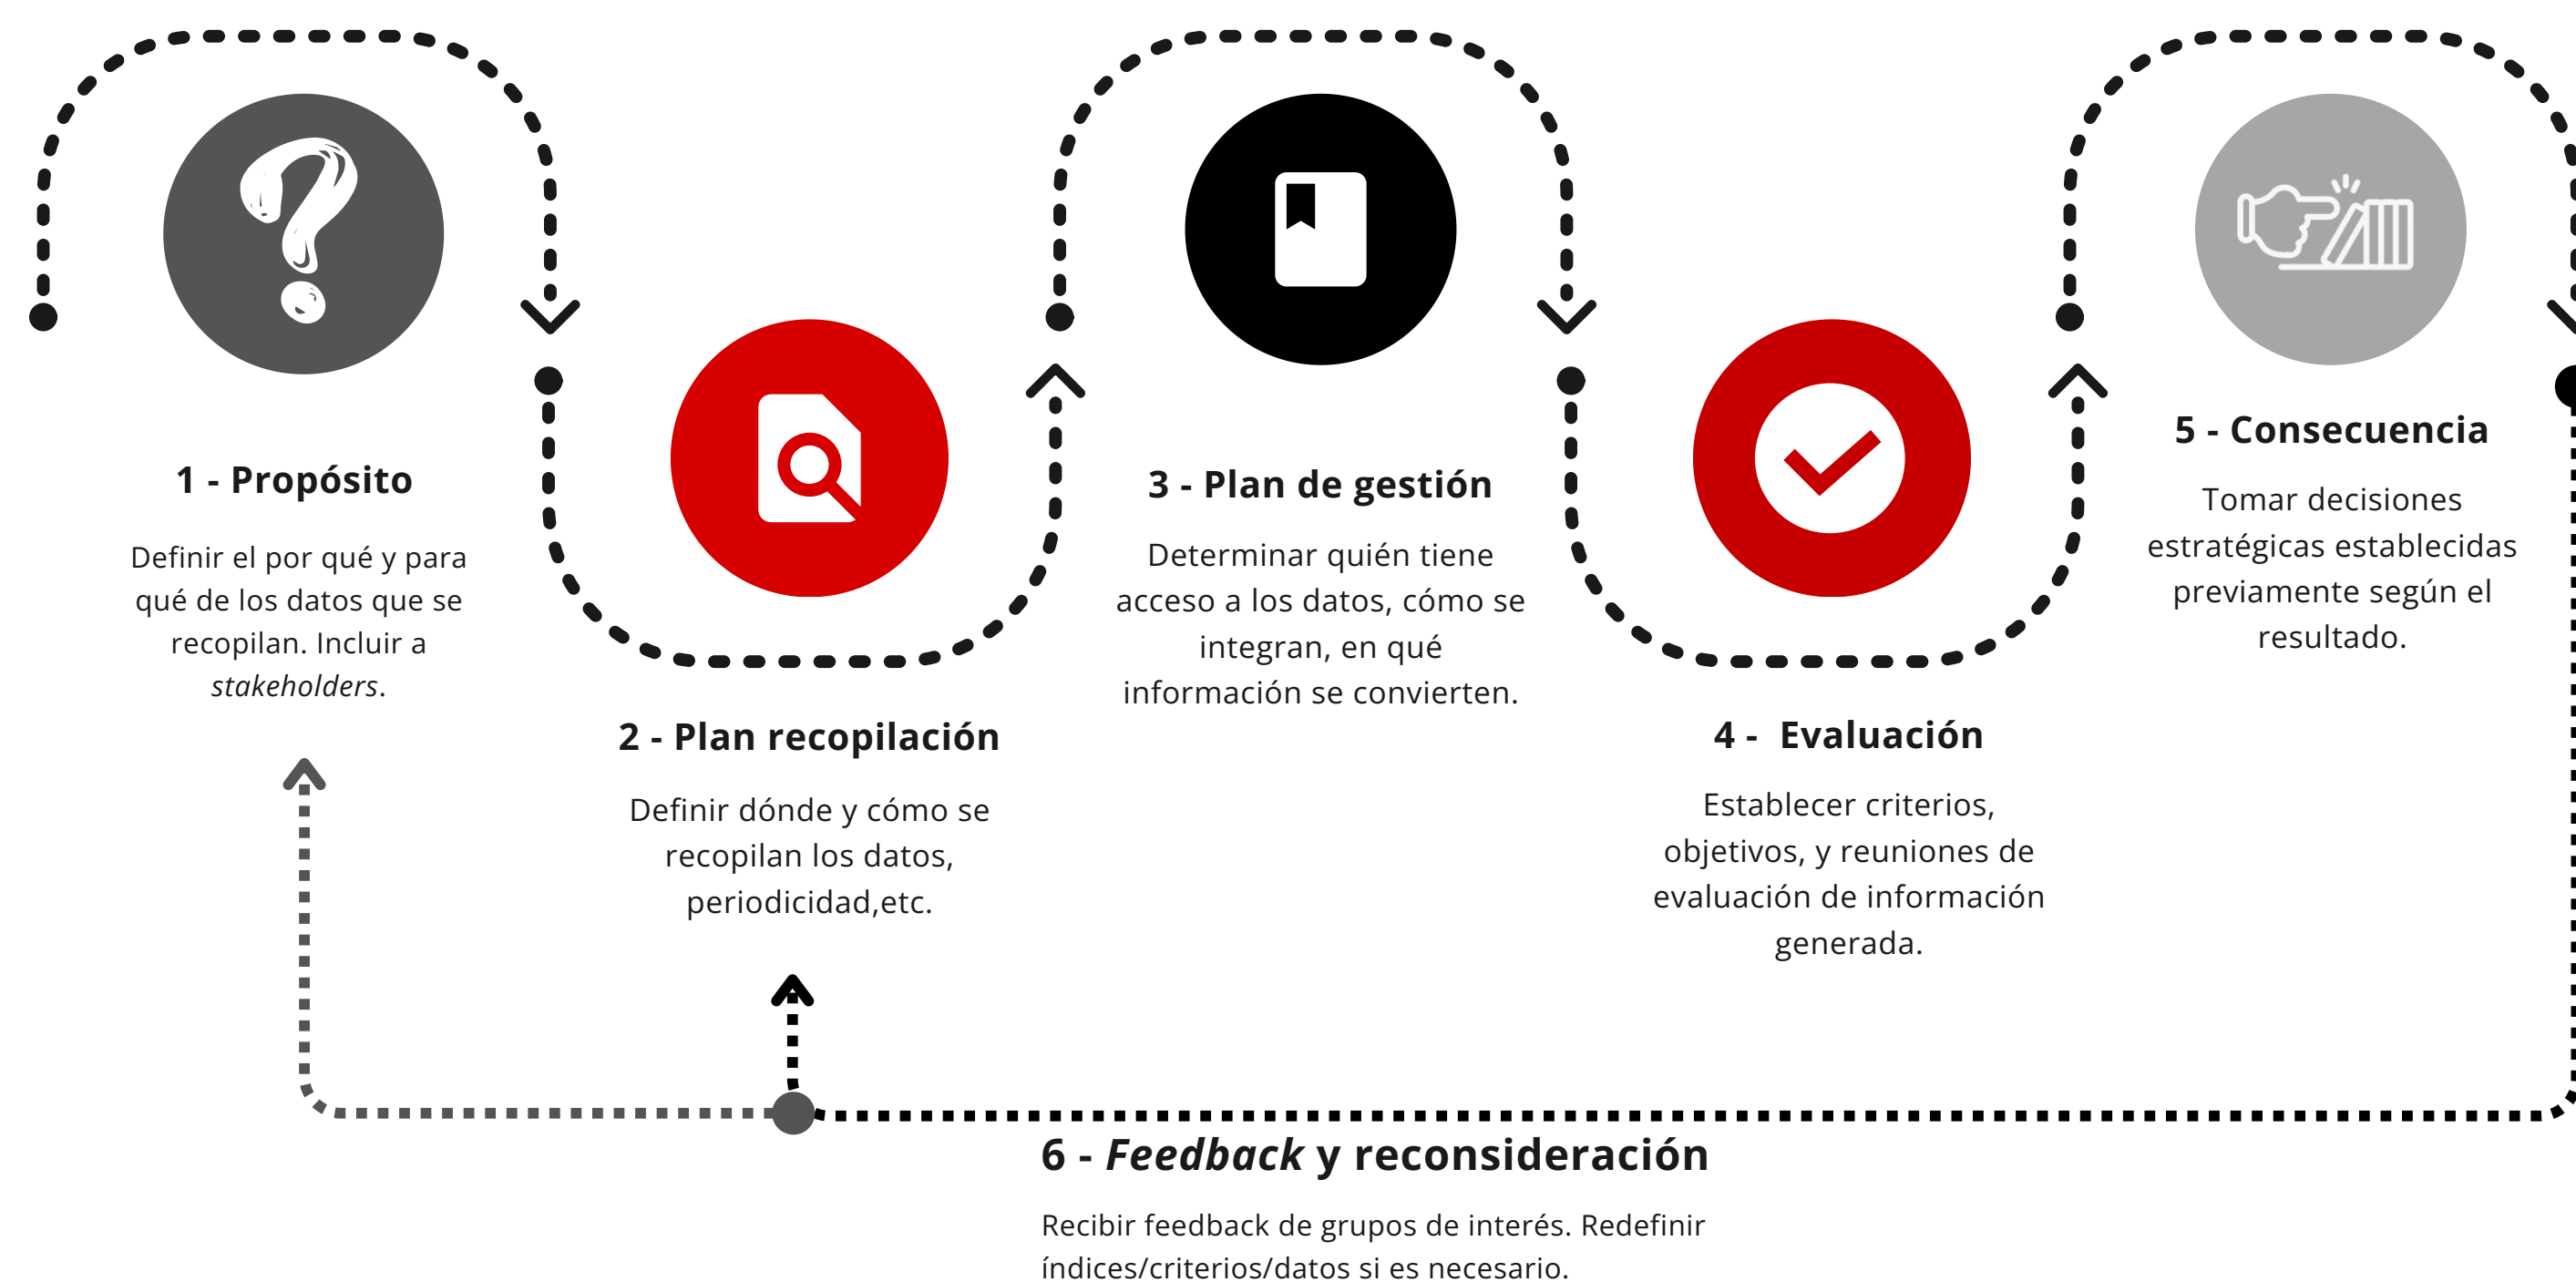 1 - Propósito
Definir el por qué y para
qué de los datos que se
recopilan. Incluir a
stakeholders.
2 - Plan recopilación
Definir dónde y cómo se
recopilan los datos,
periodicidad,etc.
3 - Plan de gestión
Determinar quién tiene
acceso a los datos, cómo se
integran, en qué
información se convierten.
4 -  Evaluación
Establecer criterios,
objetivos, y reuniones de
evaluación de información
generada.
5 - Consecuencia
Tomar decisiones
estratégicas establecidas
previamente según el
resultado.
6 - Feedback y reconsideración
Recibir feedback de grupos de interés. Redefinir
índices/criterios/datos si es necesario.